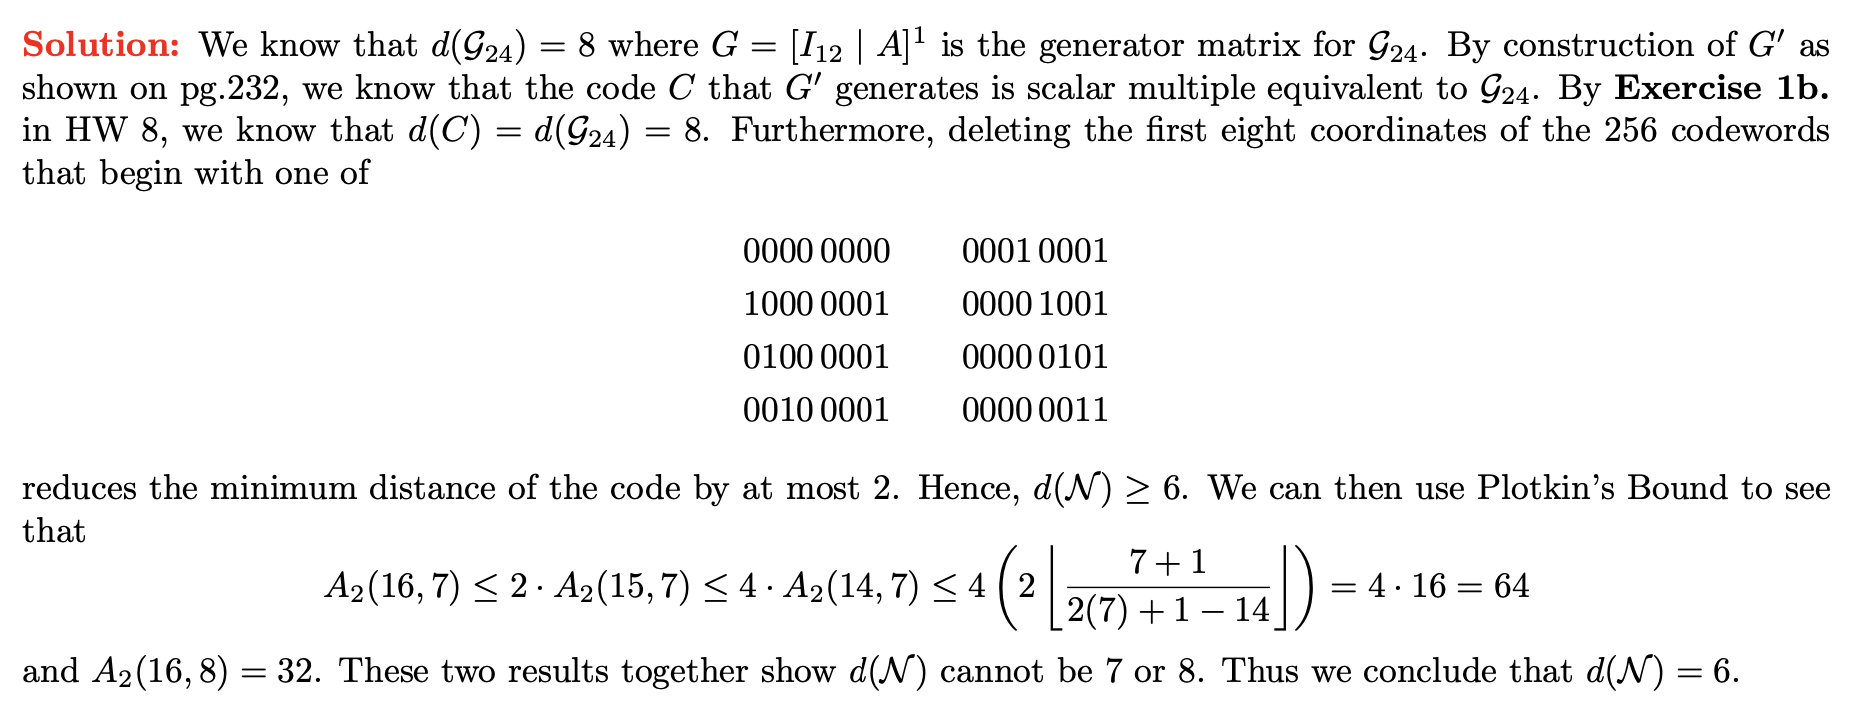 Solution: We know that d(𝒢₂₄) = 8 where G = [I₁₂ | A]¹ is the generator matrix for 𝒢₂₄. By construction of G′ as
shown on pg.232, we know that the code C that G′ generates is scalar multiple equivalent to 𝒢₂₄. By Exercise 1b.
in HW 8, we know that d(C) = d(𝒢₂₄) = 8. Furthermore, deleting the first eight coordinates of the 256 codewords
that begin with one of
0000 0000 0001 0001
1000 0001 0000 1001
0100 0001 0000 0101
0010 0001 0000 0011
reduces the minimum distance of the code by at most 2. Hence, d(𝒩) ≥ 6. We can then use Plotkin's Bound to see
that
A₂(16, 7) ≤ 2 · A₂(15, 7) ≤ 4 · A₂(14, 7) ≤ 4 (2 ⌊(7 + 1)/(2(7) + 1 − 14)⌋) = 4 · 16 = 64
and A₂(16, 8) = 32. These two results together show d(𝒩) cannot be 7 or 8. Thus we conclude that d(𝒩) = 6.